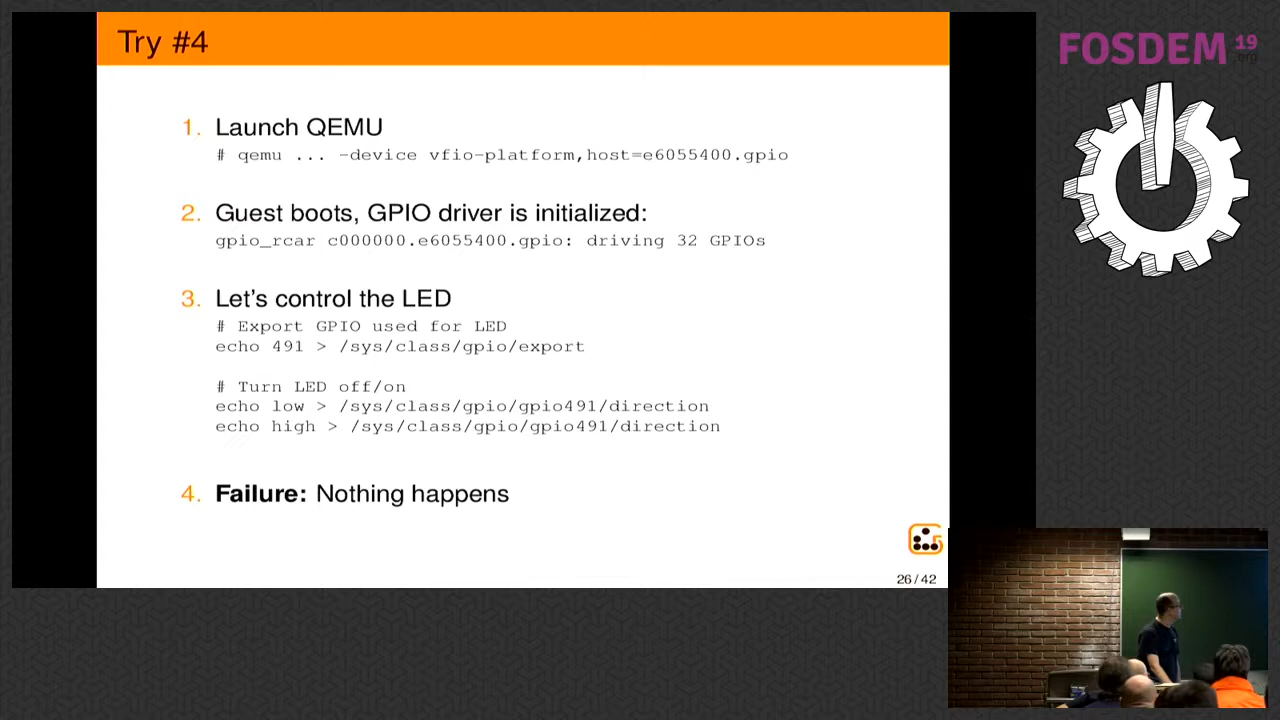 Try #4
FOSDEM 19
.org
1. Launch QEMU
# qemu ... -device vfio-platform,host=e6055400.gpio
2. Guest boots, GPIO driver is initialized:
gpio_rcar c000000.e6055400.gpio: driving 32 GPIOs
3. Let's control the LED
# Export GPIO used for LED
echo 491 > /sys/class/gpio/export
# Turn LED off/on
echo low > /sys/class/gpio/gpio491/direction
echo high > /sys/class/gpio/gpio491/direction
4. Failure: Nothing happens
26/42